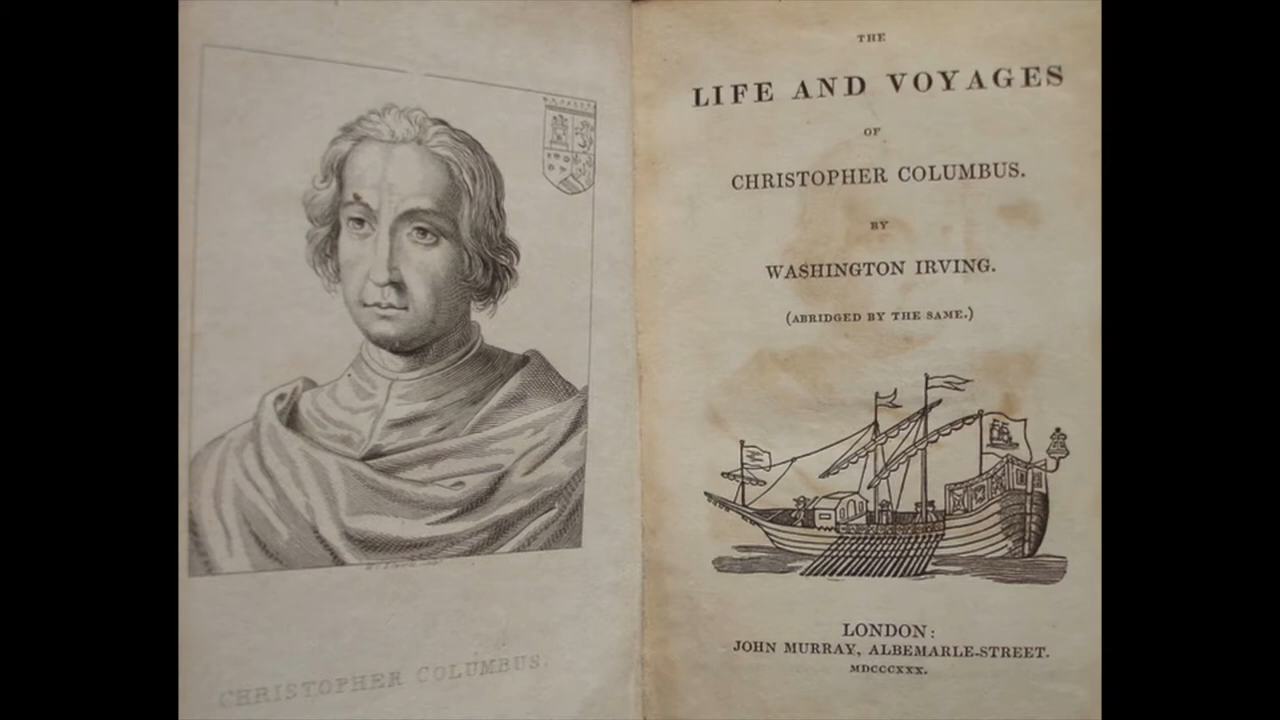 CHRISTOPHER COLUMBUS.
THE
LIFE AND VOYAGES
OF
CHRISTOPHER COLUMBUS.
BY
WASHINGTON IRVING.
(ABRIDGED BY THE SAME.)
LONDON:
JOHN MURRAY, ALBEMARLE-STREET.
MDCCCXXX.